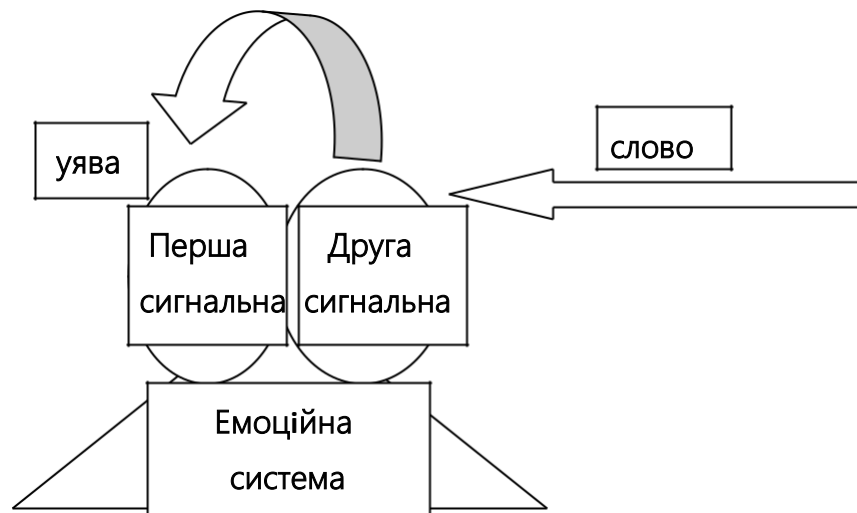 уява
слово
Перша
сигнальна
Друга
сигнальна
Емоційна
система